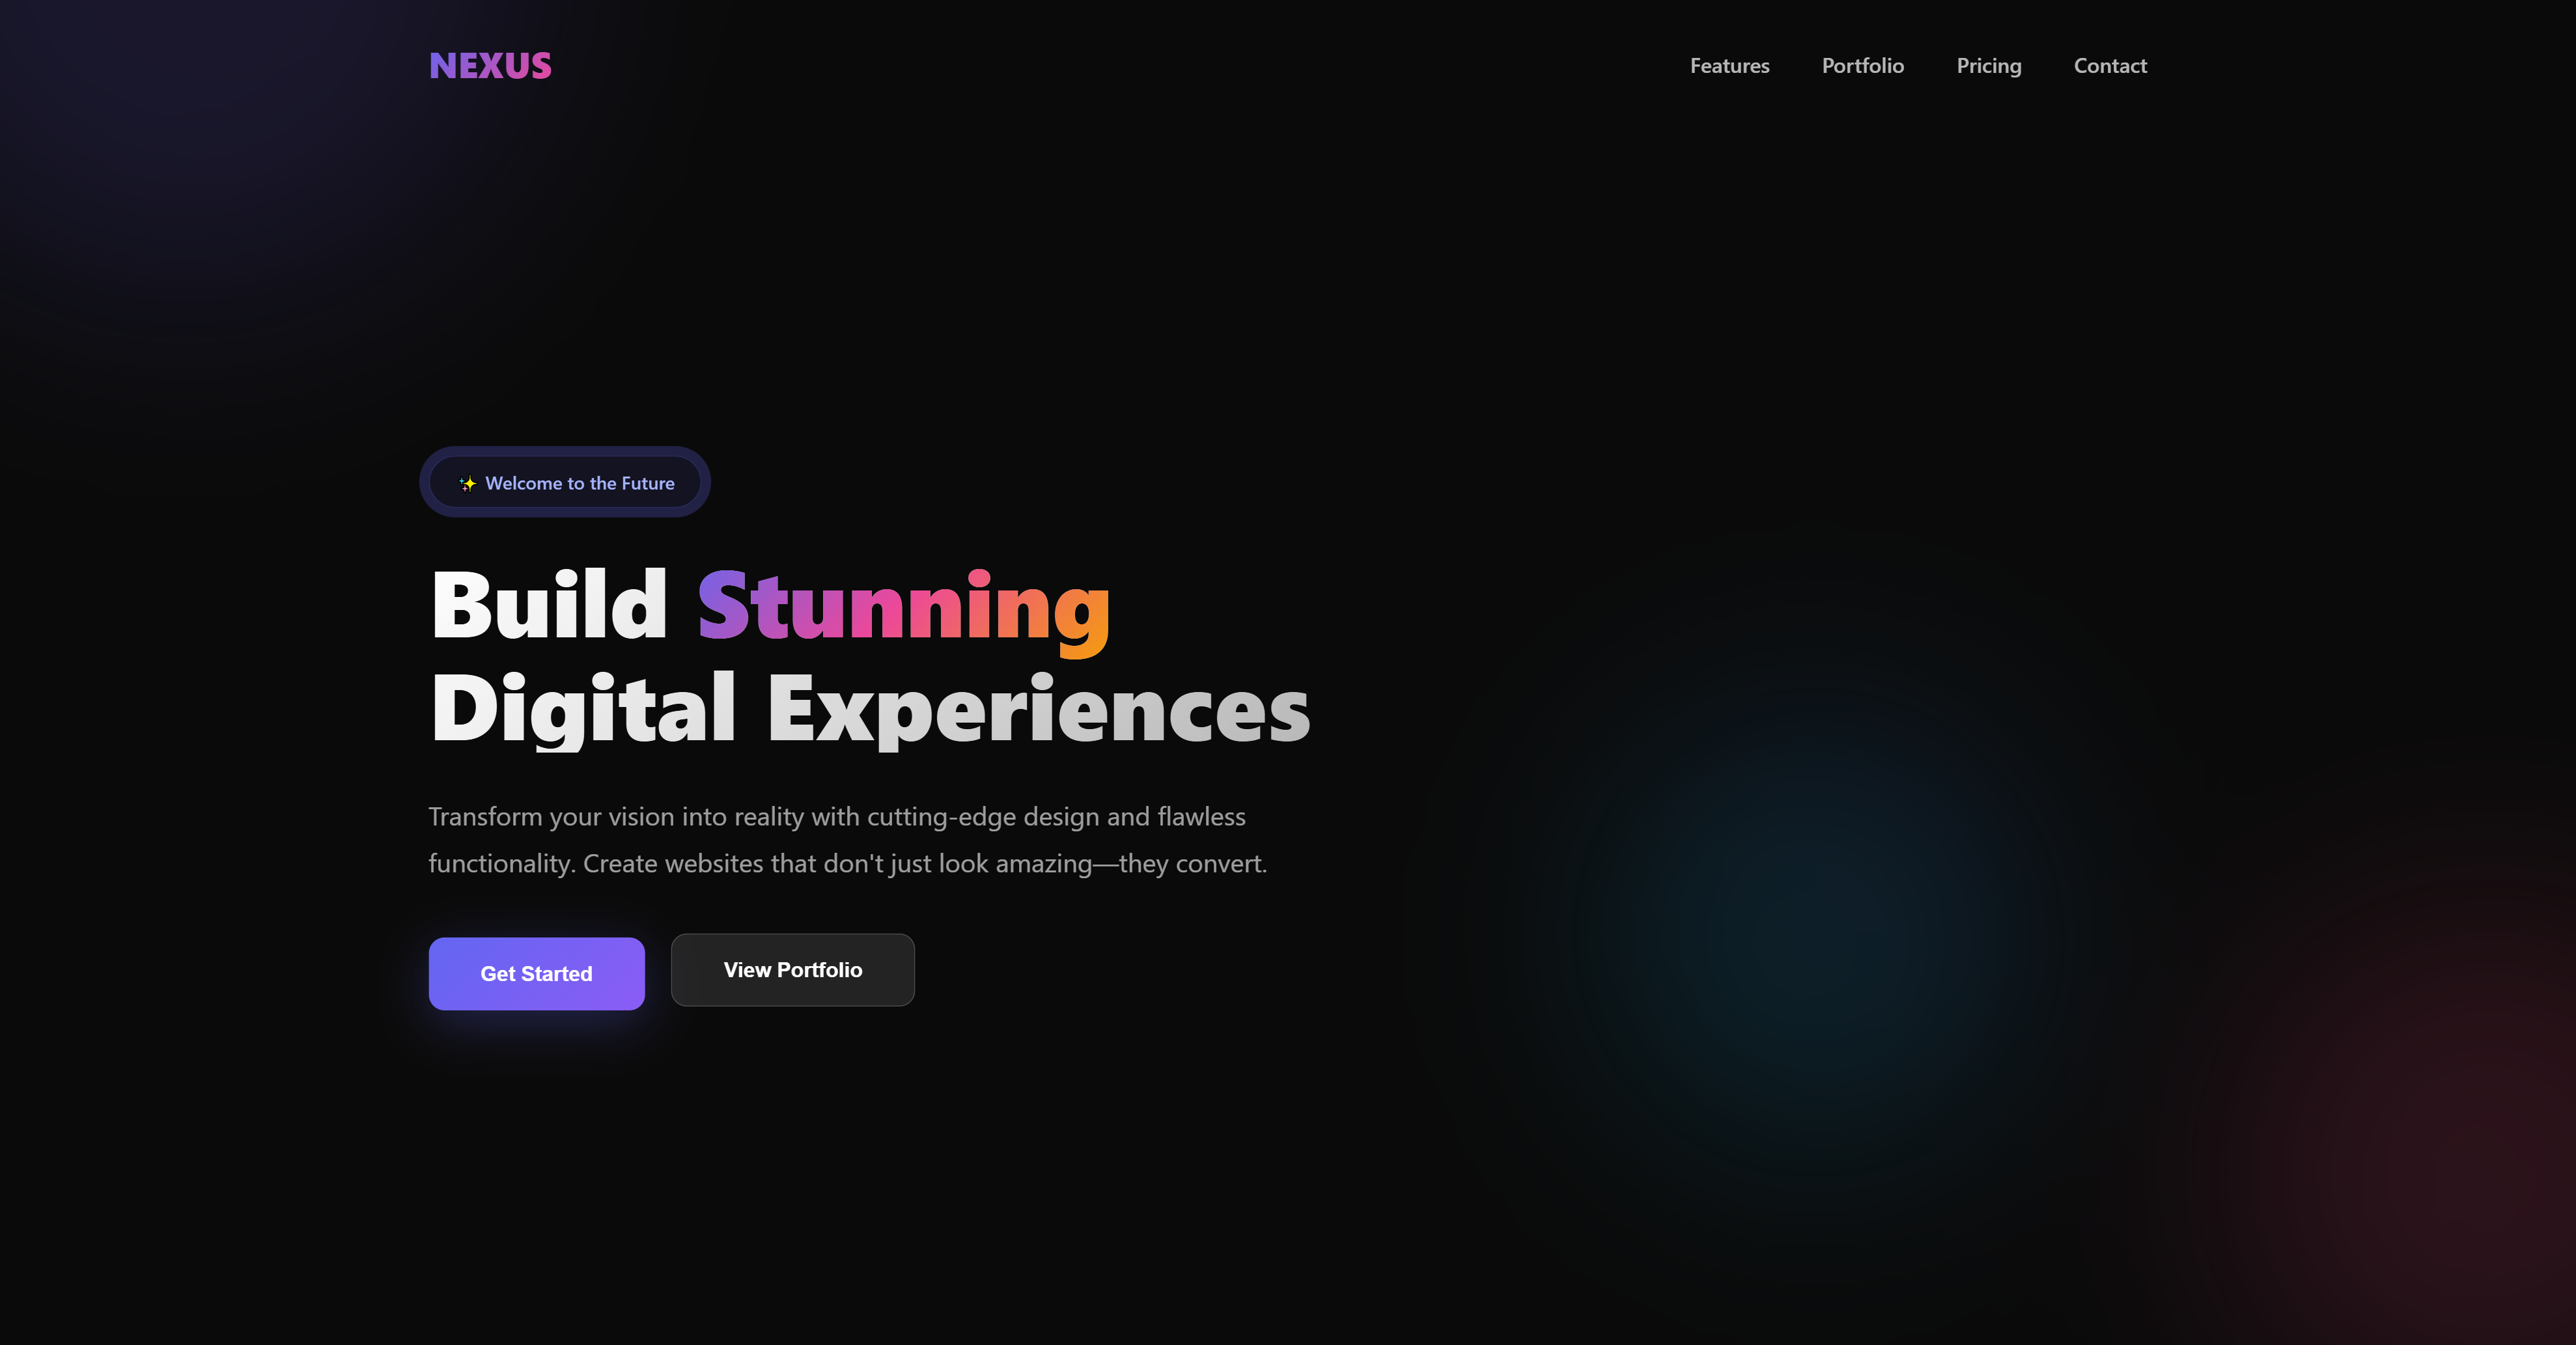 NEXUS
Features Portfolio Pricing Contact
✨ Welcome to the Future
Build Stunning
Digital Experiences
Transform your vision into reality with cutting-edge design and flawless
functionality. Create websites that don't just look amazing—they convert.
Get Started
View Portfolio